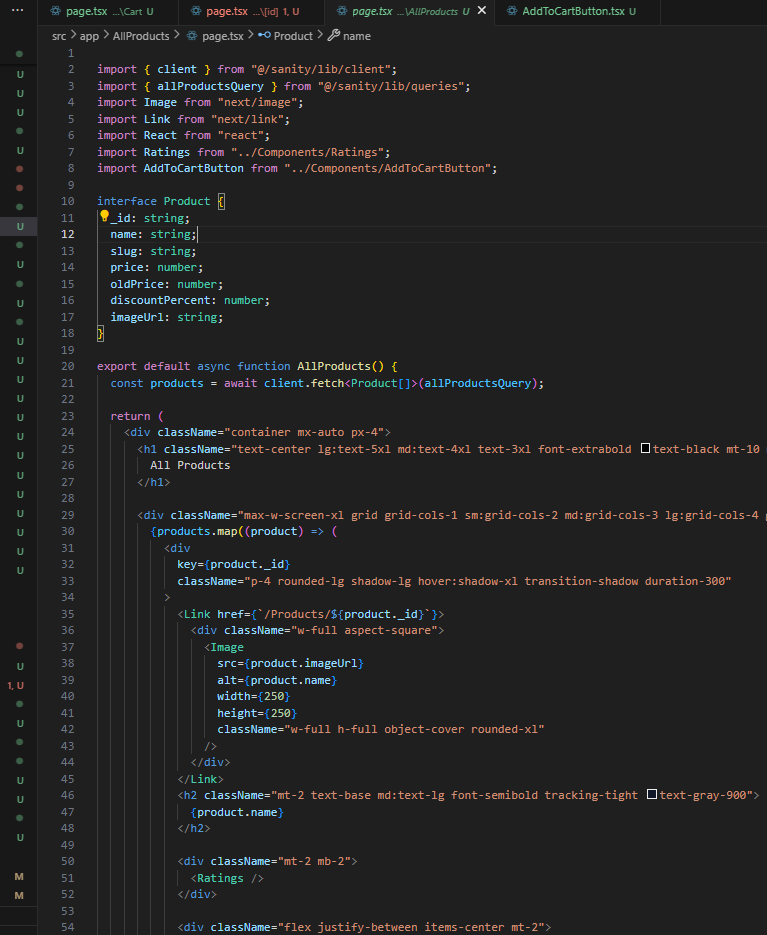 ... page.tsx ...\Cart U page.tsx ...\[id] 1, U page.tsx ...\AllProducts U AddToCartButton.tsx U
src > app > AllProducts > page.tsx > Product > name
1
U 2 import { client } from "@/sanity/lib/client";
U 3 import { allProductsQuery } from "@/sanity/lib/queries";
U 4 import Image from "next/image";
5 import Link from "next/link";
U 6 import React from "react";
7 import Ratings from "../Components/Ratings";
8 import AddToCartButton from "../Components/AddToCartButton";
9
10 interface Product {
U 11 _id: string;
12 name: string;
13 slug: string;
U 14 price: number;
15 oldPrice: number;
U 16 discountPercent: number;
17 imageUrl: string;
U 18 }
U 19
U 20 export default async function AllProducts() {
U 21 const products = await client.fetch<Product[]>(allProductsQuery);
22
U 23 return (
U 24 <div className="container mx-auto px-4">
U 25 <h1 className="text-center lg:text-5xl md:text-4xl text-3xl font-extrabold text-black mt-10
U 26 All Products
U 27 </h1>
U 28
U 29 <div className="max-w-screen-xl grid grid-cols-1 sm:grid-cols-2 md:grid-cols-3 lg:grid-cols-4
U 30 {products.map((product) => (
U 31 <div
U 32 key={product._id}
33 className="p-4 rounded-lg shadow-lg hover:shadow-xl transition-shadow duration-300"
34 >
35 <Link href={`/Products/${product._id}`}>
36 <div className="w-full aspect-square">
37 <Image
U 38 src={product.imageUrl}
1, U 39 alt={product.name}
40 width={250}
U 41 height={250}
42 className="w-full h-full object-cover rounded-xl"
43 />
44 </div>
U 45 </Link>
U 46 <h2 className="mt-2 text-base md:text-lg font-semibold tracking-tight text-gray-900">
47 {product.name}
U 48 </h2>
49
50 <div className="mt-2 mb-2">
M 51 <Ratings />
M 52 </div>
53
54 <div className="flex justify-between items-center mt-2">